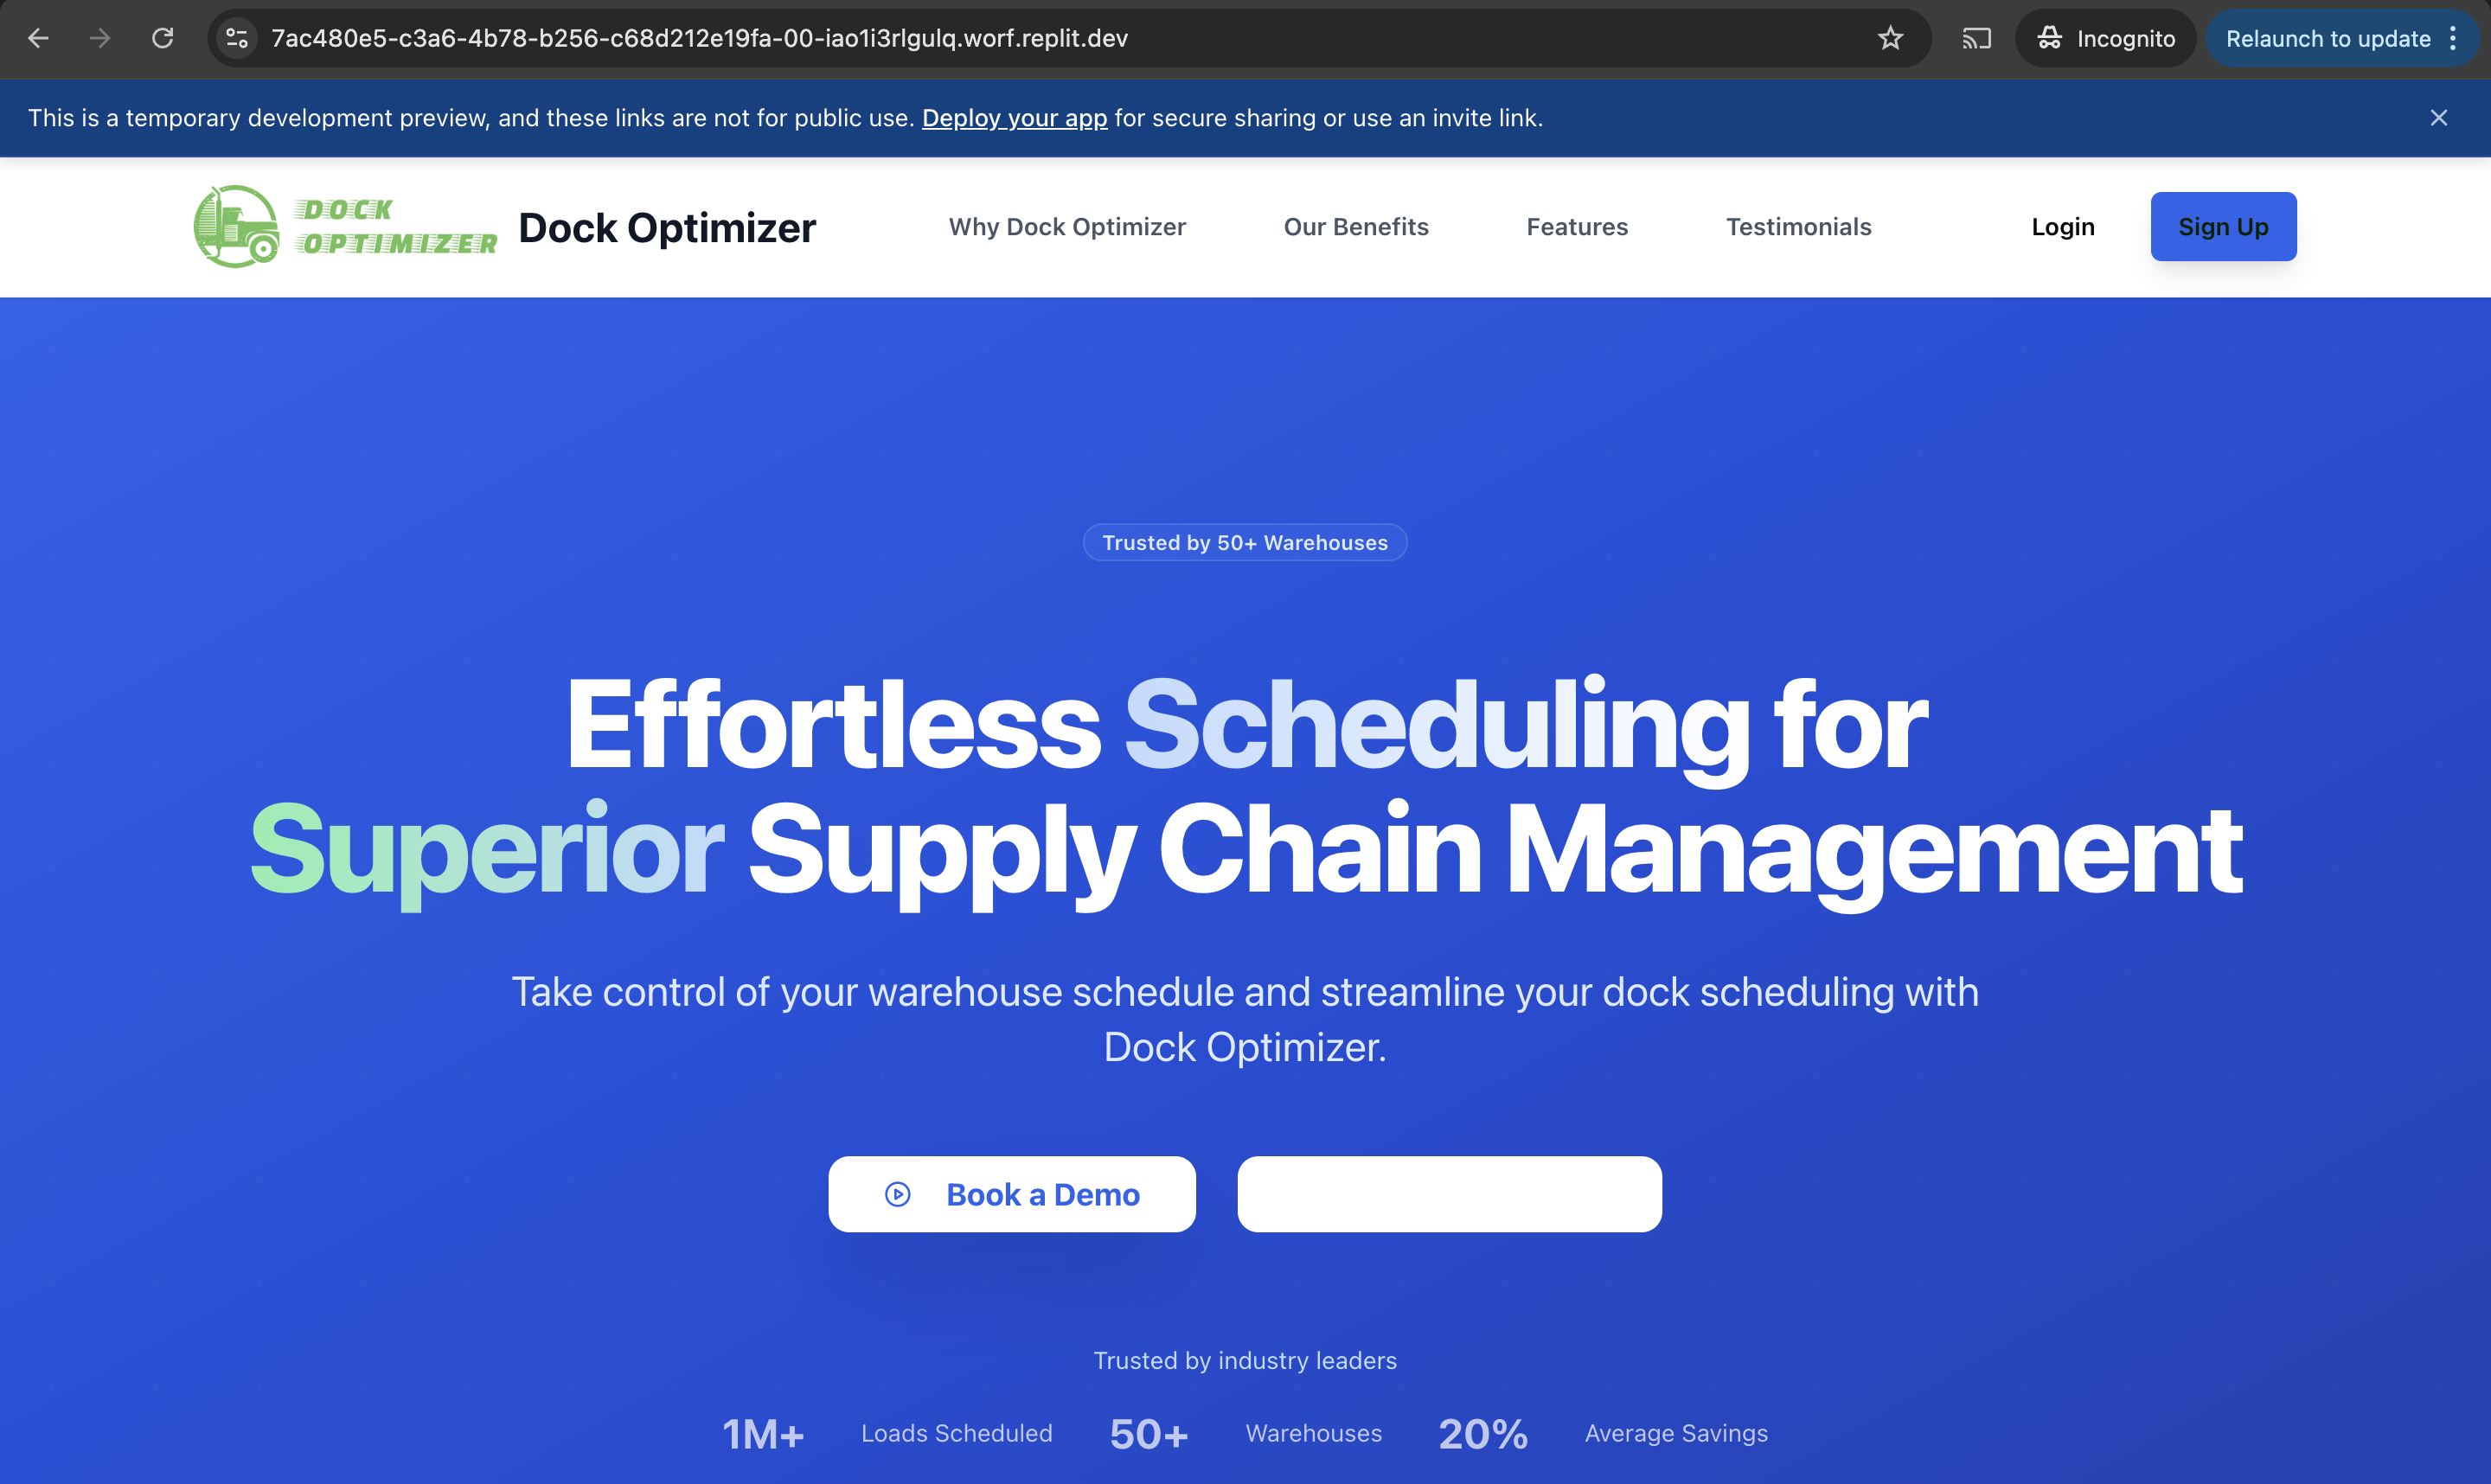 7ac480e5-c3a6-4b78-b256-c68d212e19fa-00-iao1i3rlgulq.worf.replit.dev
Incognito
Relaunch to update
This is a temporary development preview, and these links are not for public use. Deploy your app for secure sharing or use an invite link.
DOCK
OPTIMIZER
Dock Optimizer
Why Dock Optimizer
Our Benefits
Features
Testimonials
Login
Sign Up
Trusted by 50+ Warehouses
Effortless Scheduling for
Superior Supply Chain Management
Take control of your warehouse schedule and streamline your dock scheduling with
Dock Optimizer.
Book a Demo
Trusted by industry leaders
1M+ Loads Scheduled 50+ Warehouses 20% Average Savings